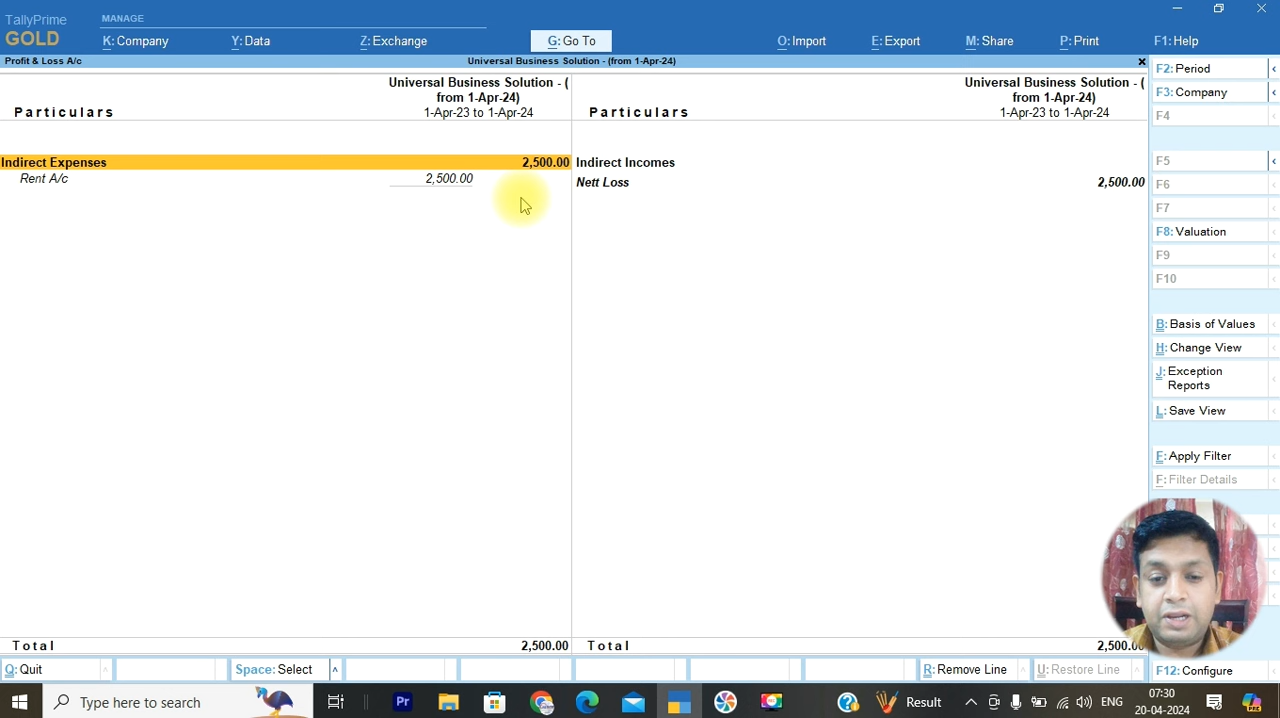 TallyPrime
GOLD
MANAGE
K: Company
Y: Data
Z: Exchange
G: Go To
O: Import
E: Export
M: Share
P: Print
F1: Help
Profit & Loss A/c
Universal Business Solution - (from 1-Apr-24)
Particulars
Universal Business Solution - (
from 1-Apr-24)
1-Apr-23 to 1-Apr-24
Particulars
Universal Business Solution - (
from 1-Apr-24)
1-Apr-23 to 1-Apr-24
Indirect Expenses 2,500.00
Rent A/c 2,500.00
Indirect Incomes
Nett Loss 2,500.00
Total 2,500.00
Total 2,500.00
F2: Period
F3: Company
F4
F5
F6
F7
F8: Valuation
F9
F10
B: Basis of Values
H: Change View
J: Exception
Reports
L: Save View
F: Apply Filter
F: Filter Details
F12: Configure
Q: Quit
Space: Select
R: Remove Line
U: Restore Line
Type here to search
Pr
Result
ENG
07:30
20-04-2024